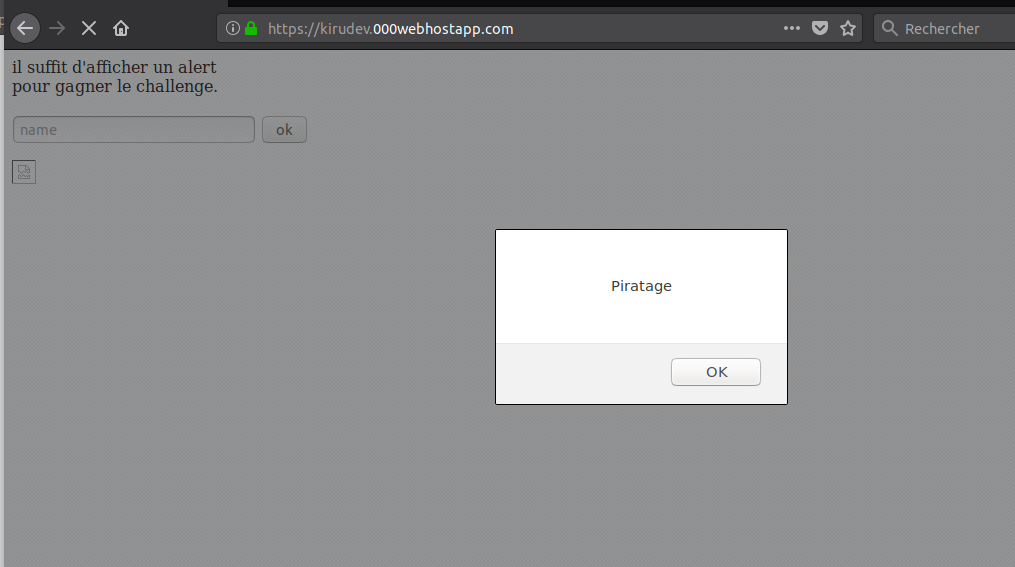 https://kirudev.000webhostapp.com
Rechercher
il suffit d'afficher un alert
pour gagner le challenge.
name
ok
Piratage
OK